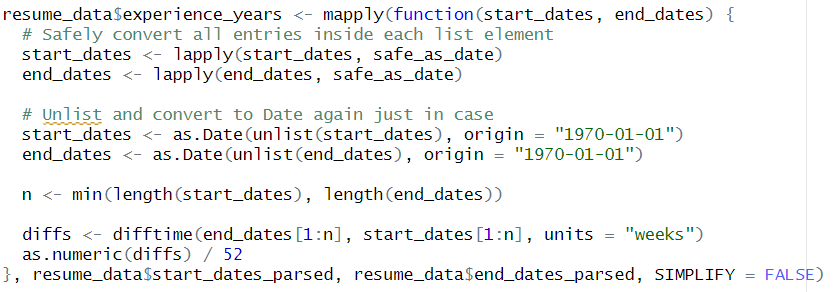 resume_data$experience_years <- mapply(function(start_dates, end_dates) {
  # Safely convert all entries inside each list element
  start_dates <- lapply(start_dates, safe_as_date)
  end_dates <- lapply(end_dates, safe_as_date)

  # Unlist and convert to Date again just in case
  start_dates <- as.Date(unlist(start_dates), origin = "1970-01-01")
  end_dates <- as.Date(unlist(end_dates), origin = "1970-01-01")

  n <- min(length(start_dates), length(end_dates))

  diffs <- difftime(end_dates[1:n], start_dates[1:n], units = "weeks")
  as.numeric(diffs) / 52
}, resume_data$start_dates_parsed, resume_data$end_dates_parsed, SIMPLIFY = FALSE)